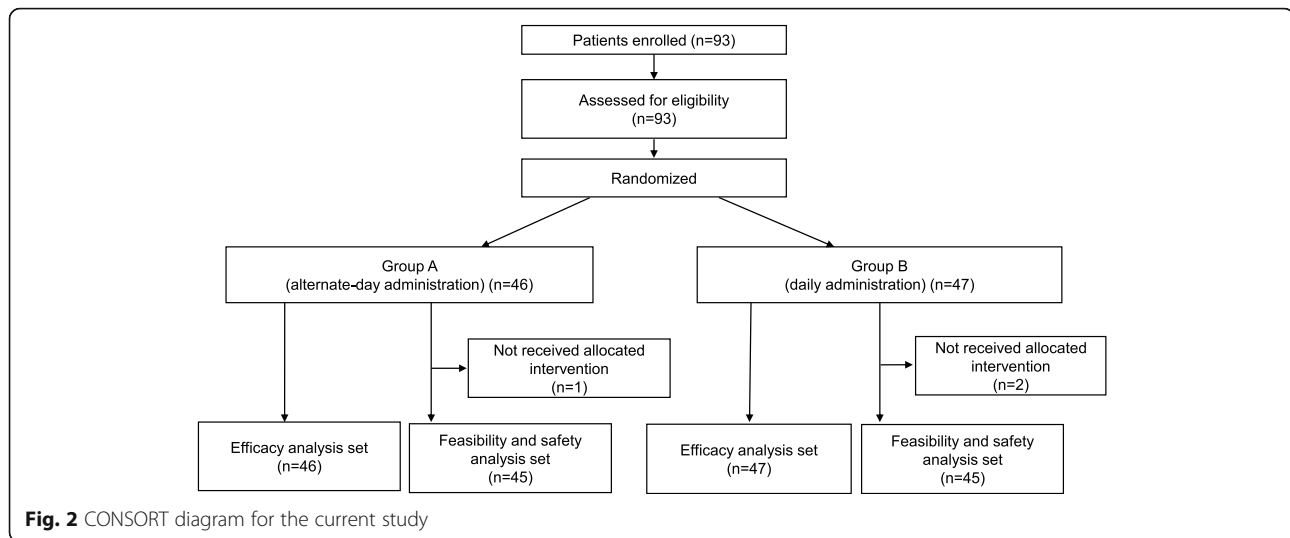 Patients enrolled (n=93)
Assessed for eligibility
(n=93)
Randomized
Group A
(alternate-day administration) (n=46)
Group B
(daily administration) (n=47)
Not received allocated
intervention
(n=1)
Not received allocated
intervention
(n=2)
Efficacy analysis set
(n=46)
Feasibility and safety
analysis set
(n=45)
Efficacy analysis set
(n=47)
Feasibility and safety
analysis set
(n=45)
Fig. 2 CONSORT diagram for the current study